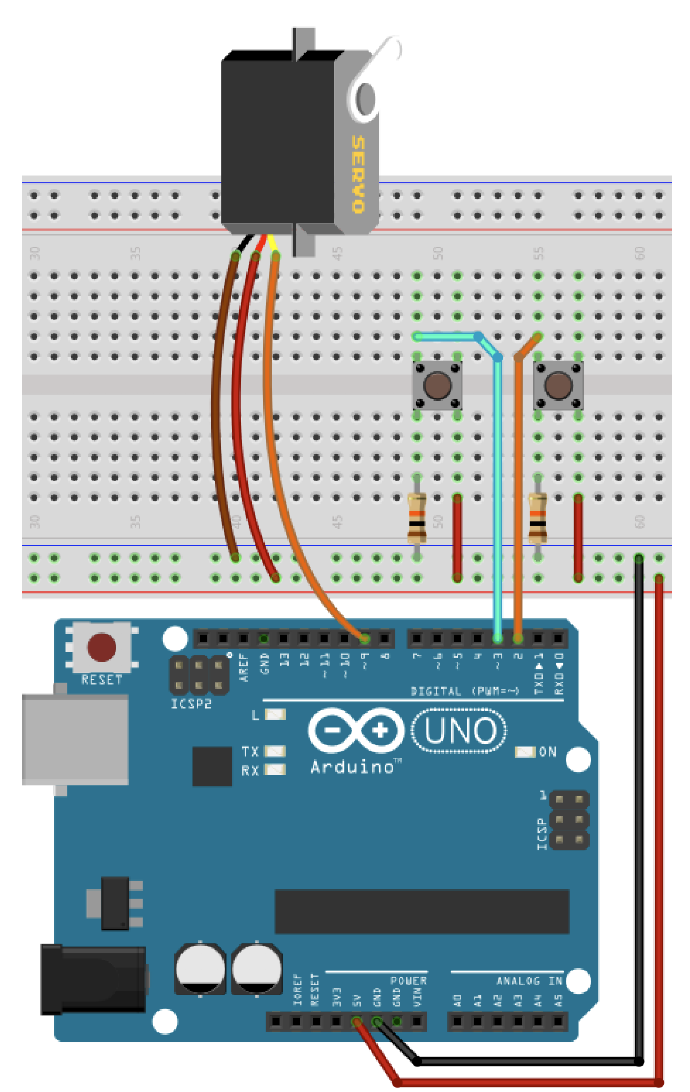 SERVO
30 35 45 50 55 60
30 35 40 45 50 55 60
RESET
ICSP2
AREF
GND
13
12
~11
~10
~9
8
7
~6
~5
4
~3
2
TXD▶1
RXD◀0
DIGITAL (PWM=~)
L
TX
RX
UNO
Arduino™
ON
1
ICSP
POWER
ANALOG IN
IOREF
RESET
3V3
5V
GND
GND
VIN
A0
A1
A2
A3
A4
A5